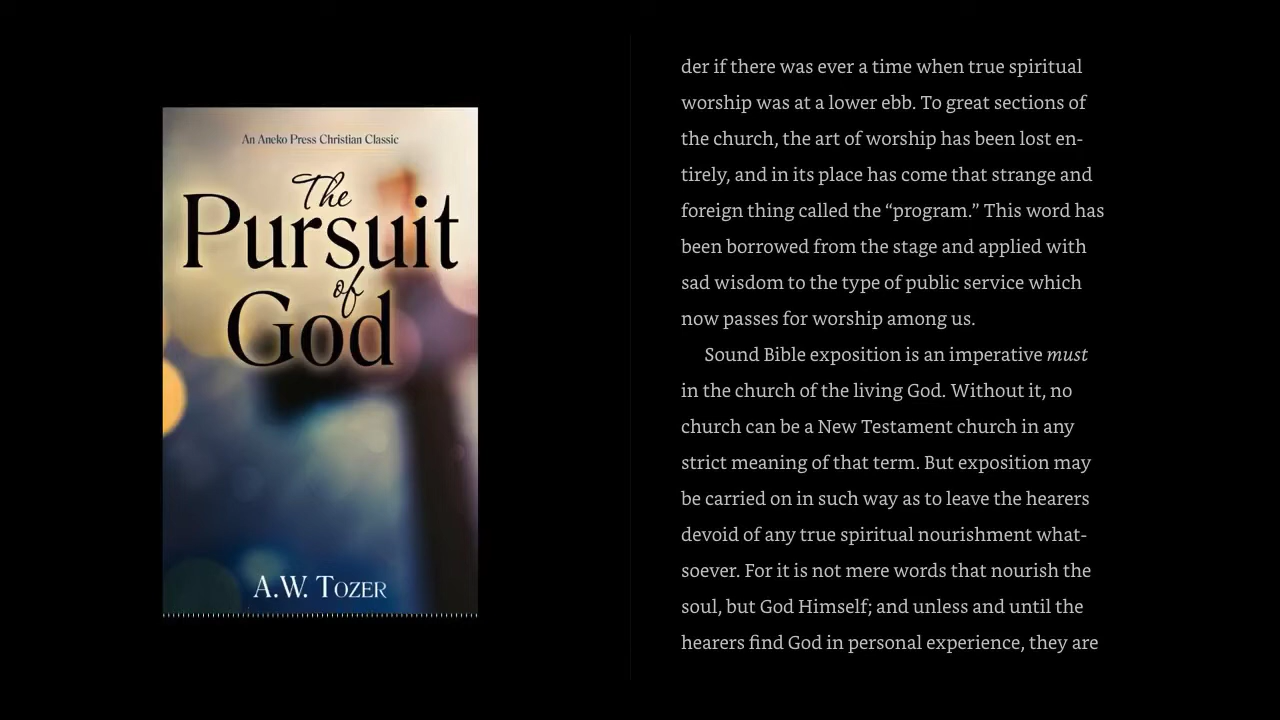 An Aneko Press Christian Classic
The
Pursuit
of
God
A.W. Tozer
der if there was ever a time when true spiritual
worship was at a lower ebb. To great sections of
the church, the art of worship has been lost en-
tirely, and in its place has come that strange and
foreign thing called the “program.” This word has
been borrowed from the stage and applied with
sad wisdom to the type of public service which
now passes for worship among us.
Sound Bible exposition is an imperative must
in the church of the living God. Without it, no
church can be a New Testament church in any
strict meaning of that term. But exposition may
be carried on in such way as to leave the hearers
devoid of any true spiritual nourishment what-
soever. For it is not mere words that nourish the
soul, but God Himself; and unless and until the
hearers find God in personal experience, they are